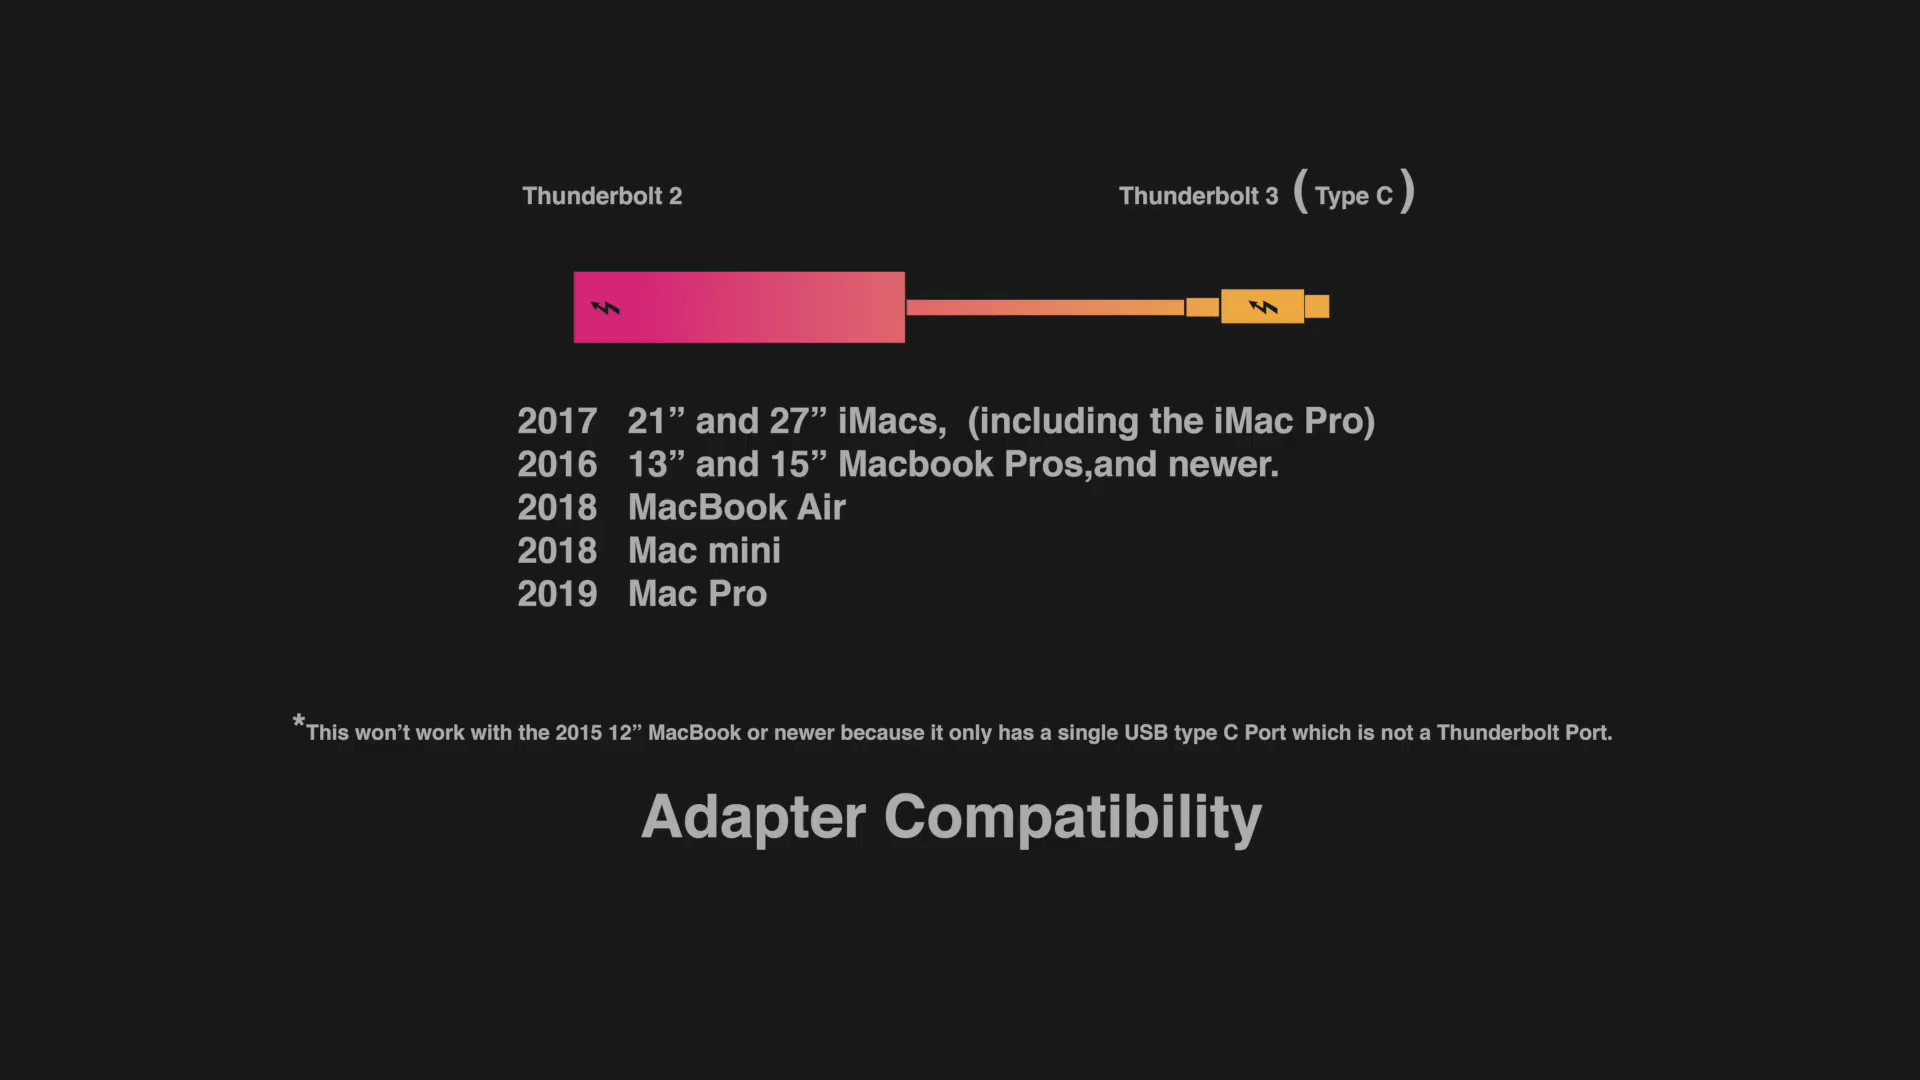 Thunderbolt 2
Thunderbolt 3 (Type C)
2017 21” and 27” iMacs, (including the iMac Pro)
2016 13” and 15” Macbook Pros,and newer.
2018 MacBook Air
2018 Mac mini
2019 Mac Pro
*This won’t work with the 2015 12” MacBook or newer because it only has a single USB type C Port which is not a Thunderbolt Port.
Adapter Compatibility